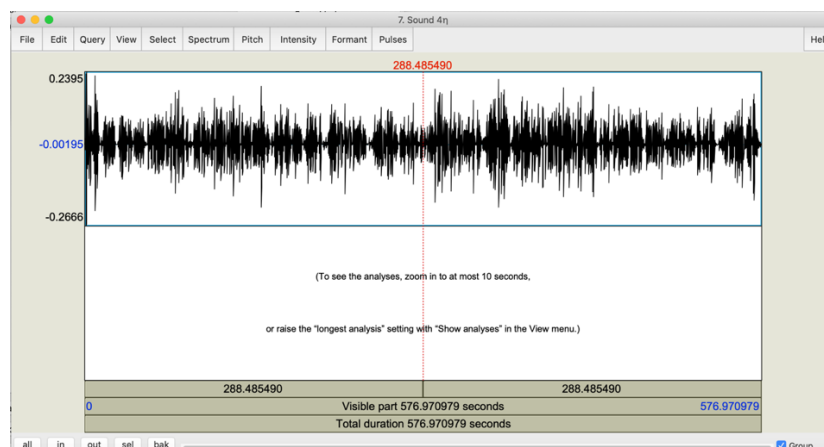 7. Sound 4η
File Edit Query View Select Spectrum Pitch Intensity Formant Pulses Hel
288.485490
0.2395
-0.00195
-0.2666
(To see the analyses, zoom in to at most 10 seconds,
or raise the "longest analysis" setting with "Show analyses" in the View menu.)
288.485490 288.485490
0 Visible part 576.970979 seconds 576.970979
Total duration 576.970979 seconds
all in out sel bak Group